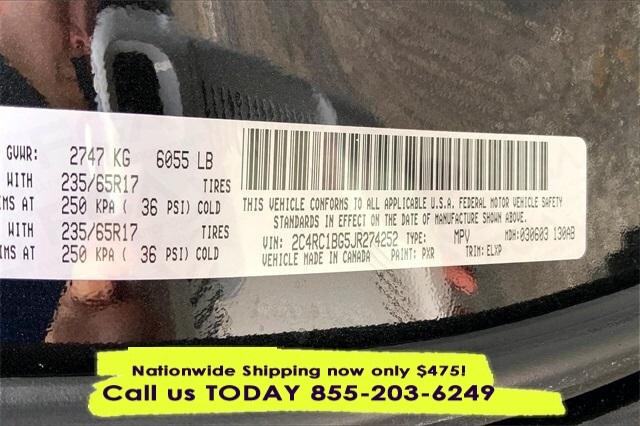 GVWR: 2747 KG 6055 LB
WITH 235/65R17 TIRES
IMS AT 250 KPA ( 36 PSI) COLD
WITH 235/65R17 TIRES
IMS AT 250 KPA ( 36 PSI) COLD
THIS VEHICLE CONFORMS TO ALL APPLICABLE U.S.A. FEDERAL MOTOR VEHICLE SAFETY
STANDARDS IN EFFECT ON THE DATE OF MANUFACTURE SHOWN ABOVE.
VIN: 2C4RC1BG5JR274252 TYPE: MPV MDH: 030603 130AB
VEHICLE MADE IN CANADA PAINT: PXR TRIM: ELXP
Nationwide Shipping now only $475!
Call us TODAY 855-203-6249